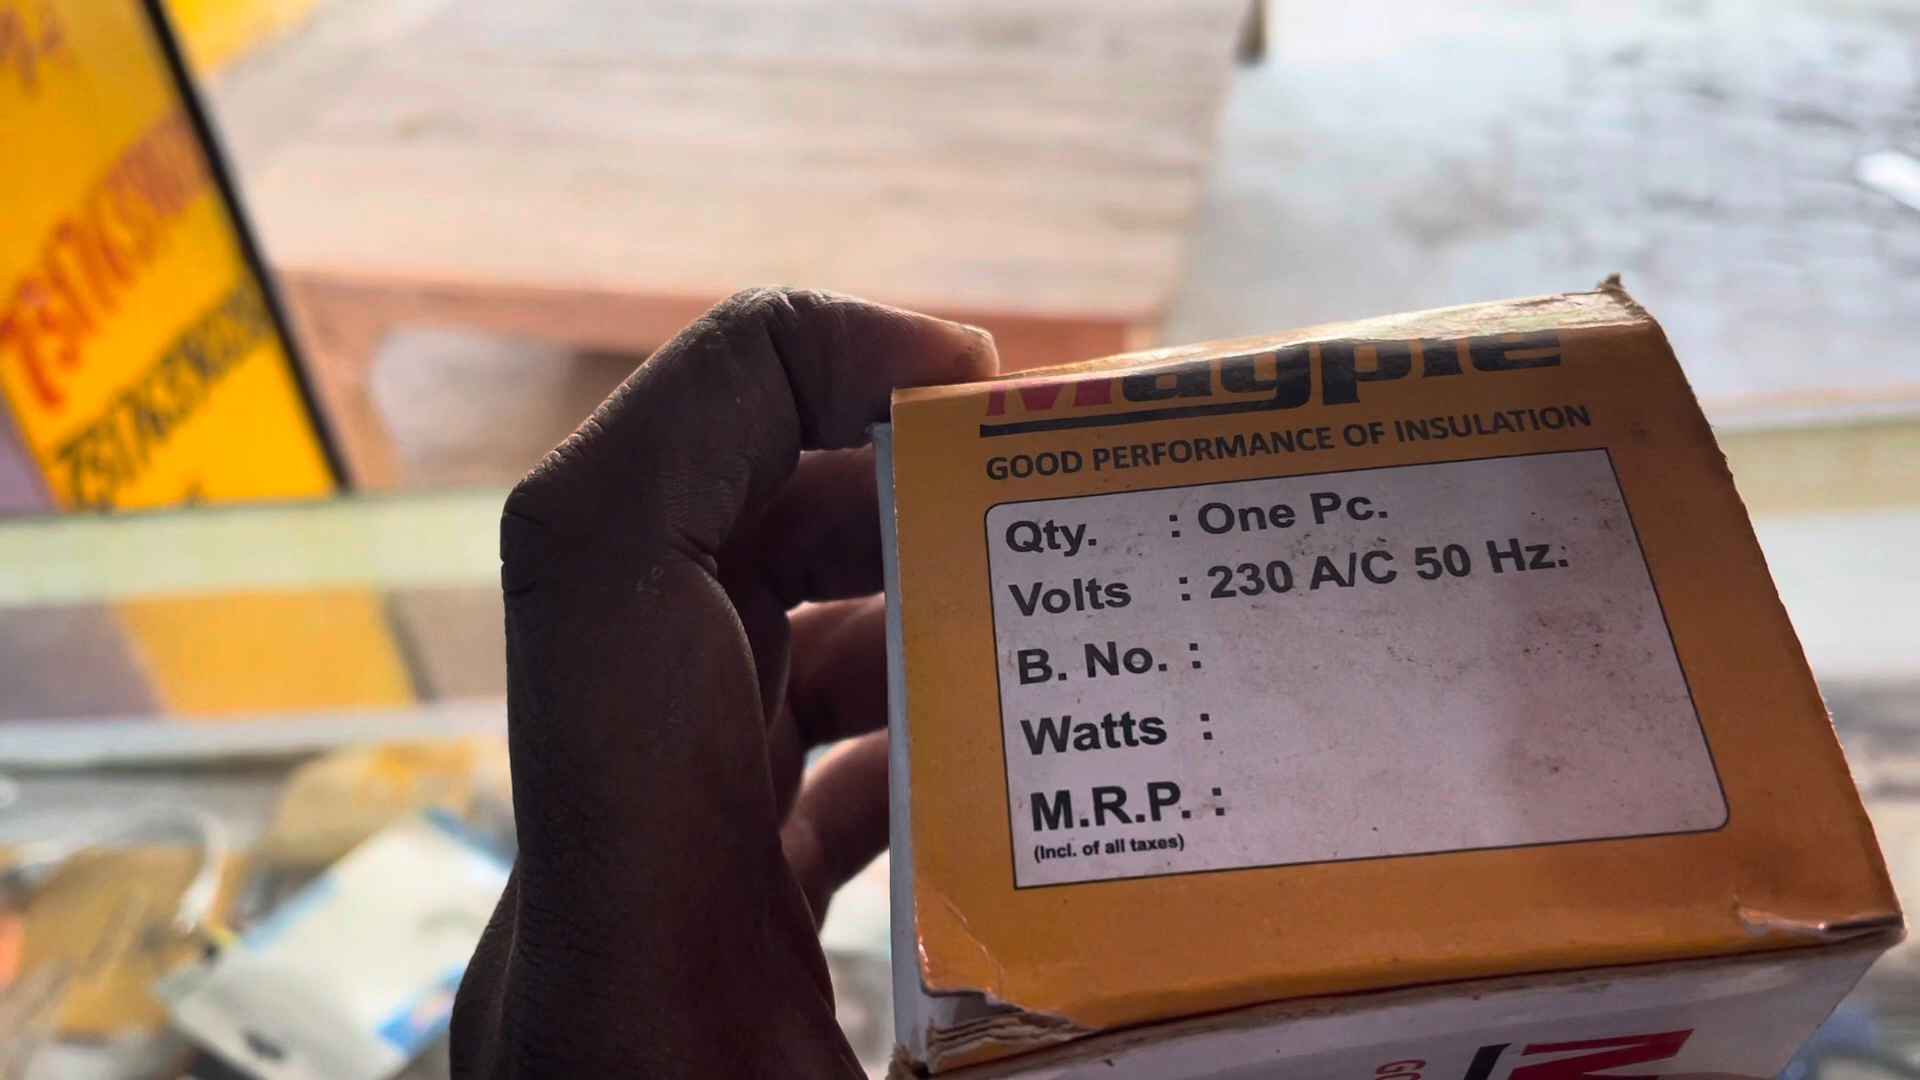 Magpie
GOOD PERFORMANCE OF INSULATION
Qty. : One Pc.
Volts : 230 A/C 50 Hz.
B. No. :
Watts :
M.R.P. :
(Incl. of all taxes)